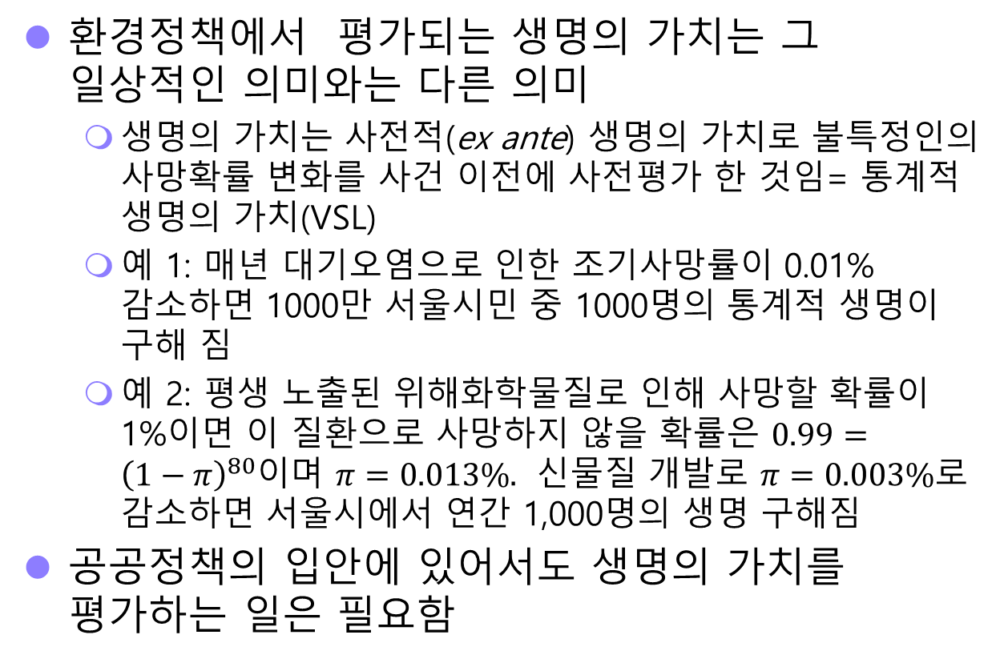 환경정책에서 평가되는 생명의 가치는 그
일상적인 의미와는 다른 의미
생명의 가치는 사전적(ex ante) 생명의 가치로 불특정인의
사망확률 변화를 사건 이전에 사전평가 한 것임= 통계적
생명의 가치(VSL)
예 1: 매년 대기오염으로 인한 조기사망률이 0.01%
감소하면 1000만 서울시민 중 1000명의 통계적 생명이
구해 짐
예 2: 평생 노출된 위해화학물질로 인해 사망할 확률이
1%이면 이 질환으로 사망하지 않을 확률은 0.99 =
(1 − π)⁸⁰이며 π = 0.013%. 신물질 개발로 π = 0.003%로
감소하면 서울시에서 연간 1,000명의 생명 구해짐
공공정책의 입안에 있어서도 생명의 가치를
평가하는 일은 필요함